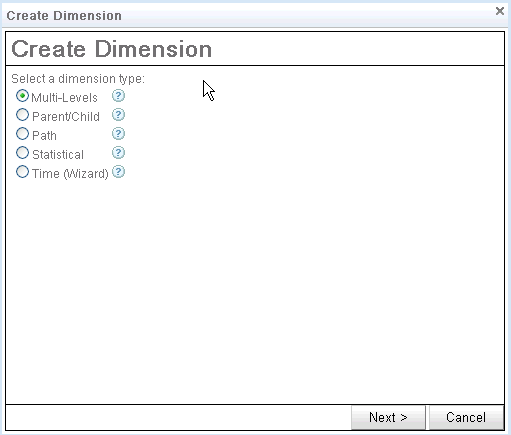 Create Dimension
Create Dimension
Select a dimension type:
Multi-Levels ?
Parent/Child ?
Path ?
Statistical ?
Time (Wizard) ?
Next > Cancel